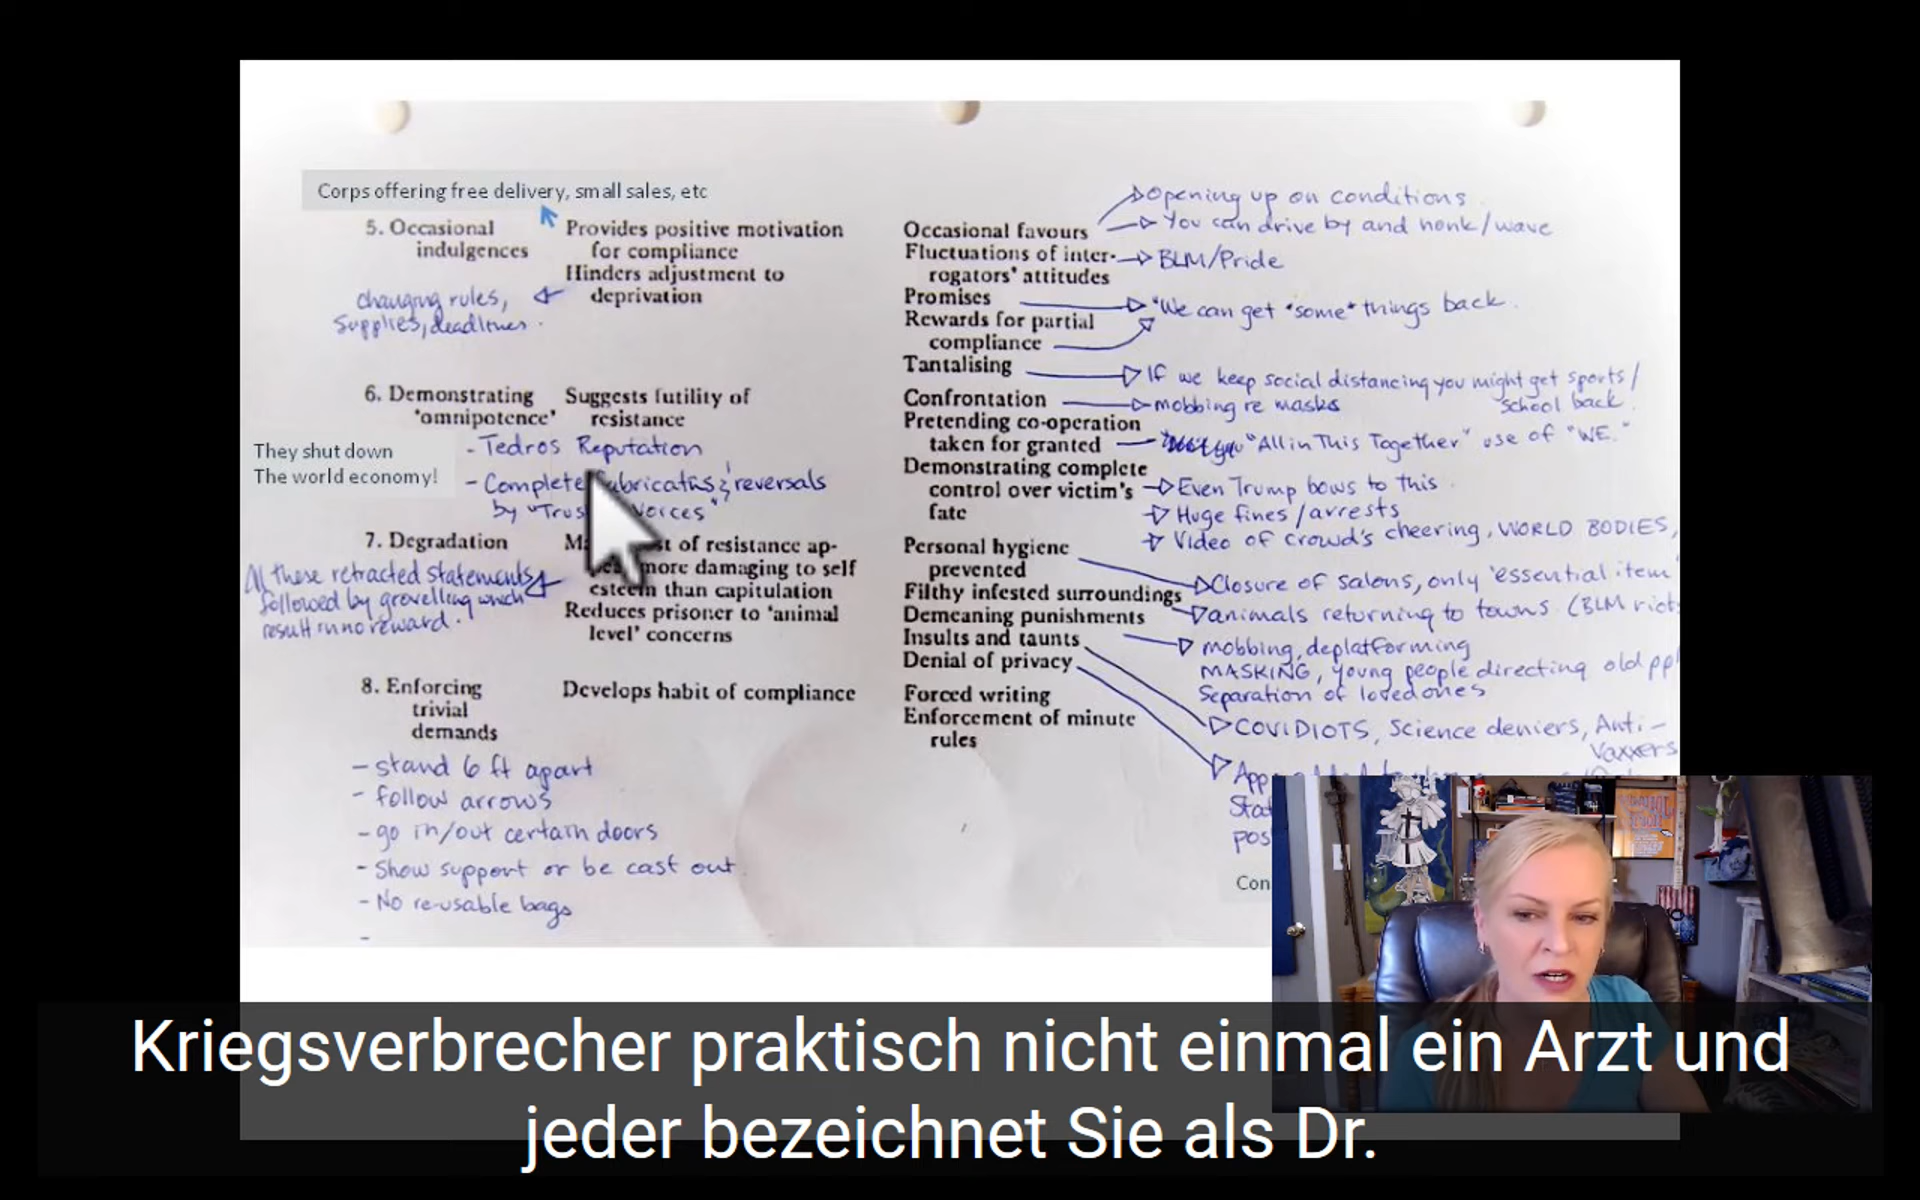 Corps offering free delivery, small sales, etc
5. Occasional indulgences
Provides positive motivation
for compliance
Hinders adjustment to
deprivation
changing rules,
supplies, deadlines.
Occasional favours
Fluctuations of inter-
rogators' attitudes
Promises
Rewards for partial
compliance
Tantalising
Opening up on conditions
You can drive by and honk/wave
BLM/Pride
"We can get *some* things back.
If we keep social distancing you might get sports/
school back.
6. Demonstrating
'omnipotence'
Suggests futility of
resistance
They shut down
The world economy!
- Tedros Reputation
- Complete & reversals
by
Confrontation
Pretending co-operation
taken for granted
Demonstrating complete
control over victim's
fate
mobbing re masks
"All in This Together" use of "WE."
Even Trump bows to this
Huge fines/arrests
Video of crowd's cheering, WORLD BODIES,
7. Degradation
of resistance ap-
more damaging to self
esteem than capitulation
Reduces prisoner to 'animal
level' concerns
All these retracted statements
followed by grovelling which
result in no reward.
Personal hygiene
prevented
Filthy infested surroundings
Demeaning punishments
Insults and taunts
Denial of privacy
Closure of salons, only 'essential item
animals returning to towns. (BLM riots
mobbing, deplatforming
MASKING, young people directing old ppl
Separation of loved ones
COVIDIOTS, Science deniers, Anti-
Vaxxers
8. Enforcing
trivial
demands
Develops habit of compliance
Forced writing
Enforcement of minute
rules
- stand 6 ft apart
- follow arrows
- go in/out certain doors
- Show support or be cast out
- No re-usable bags
-
Kriegsverbrecher praktisch nicht einmal ein Arzt und
jeder bezeichnet Sie als Dr.